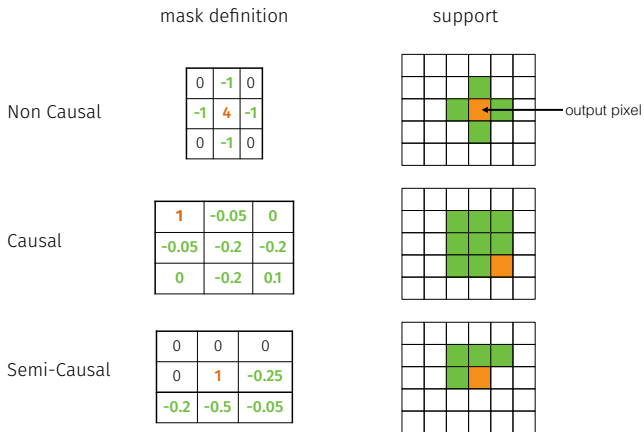 mask definition support
0 -1 0
Non Causal -1 4 -1 output pixel
0 -1 0
1 -0.05 0
Causal -0.05 -0.2 -0.2
0 -0.2 0.1
0 0 0
Semi-Causal 0 1 -0.25
-0.2 -0.5 -0.05